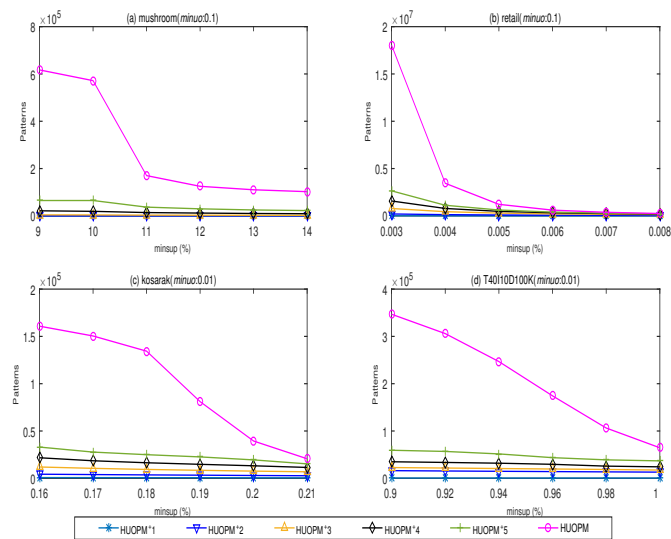 (a) mushroom(minuo:0.1)
×10^5
8
6
4
2
0
Patterns
9 10 11 12 13 14
minsup (%)
(b) retail(minuo:0.1)
×10^7
2
1.5
1
0.5
0
Patterns
0.003 0.004 0.005 0.006 0.007 0.008
minsup (%)
(c) kosarak(minuo:0.01)
×10^5
2
1.5
1
0.5
0
Patterns
0.16 0.17 0.18 0.19 0.2 0.21
minsup (%)
(d) T40I10D100K(minuo:0.01)
×10^5
4
3
2
1
0
Patterns
0.9 0.92 0.94 0.96 0.98 1
minsup (%)
HUOPM+1 HUOPM+2 HUOPM+3 HUOPM+4 HUOPM+5 HUOPM